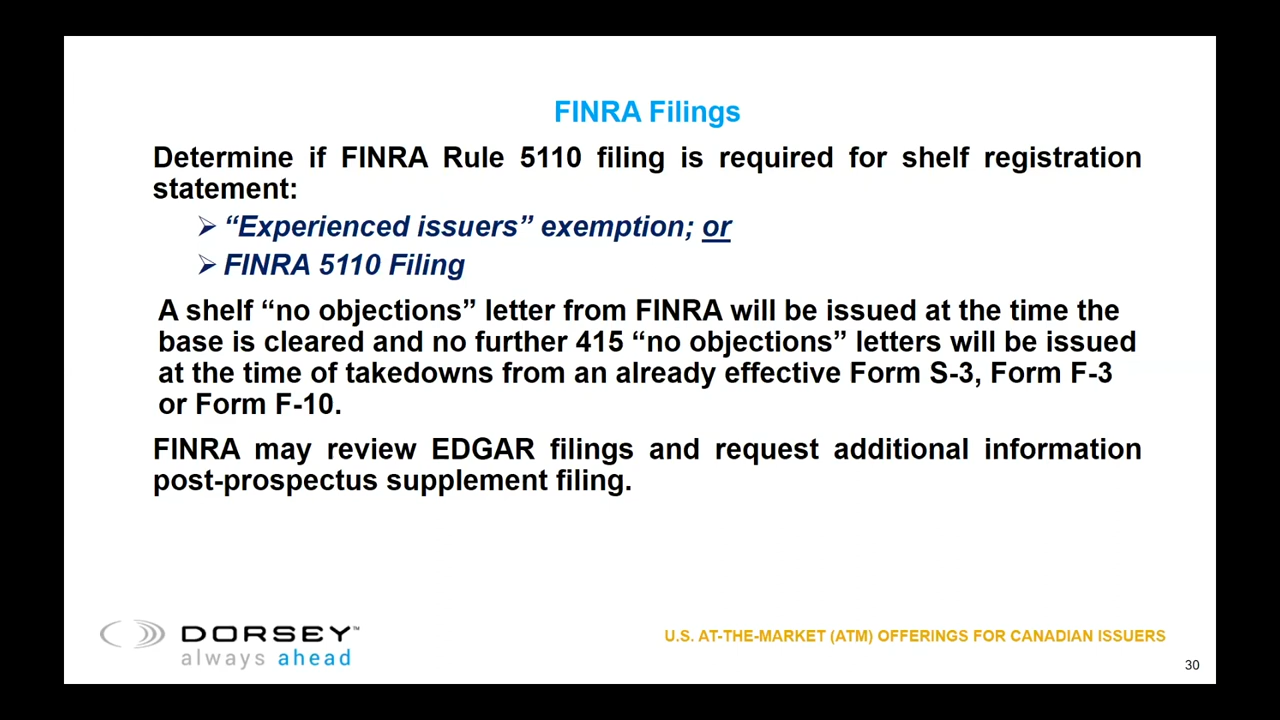 FINRA Filings
Determine if FINRA Rule 5110 filing is required for shelf registration
statement:
➢ “Experienced issuers” exemption; or
➢ FINRA 5110 Filing
A shelf “no objections” letter from FINRA will be issued at the time the
base is cleared and no further 415 “no objections” letters will be issued
at the time of takedowns from an already effective Form S-3, Form F-3
or Form F-10.
FINRA may review EDGAR filings and request additional information
post-prospectus supplement filing.
DORSEY™
always ahead
U.S. AT-THE-MARKET (ATM) OFFERINGS FOR CANADIAN ISSUERS
30